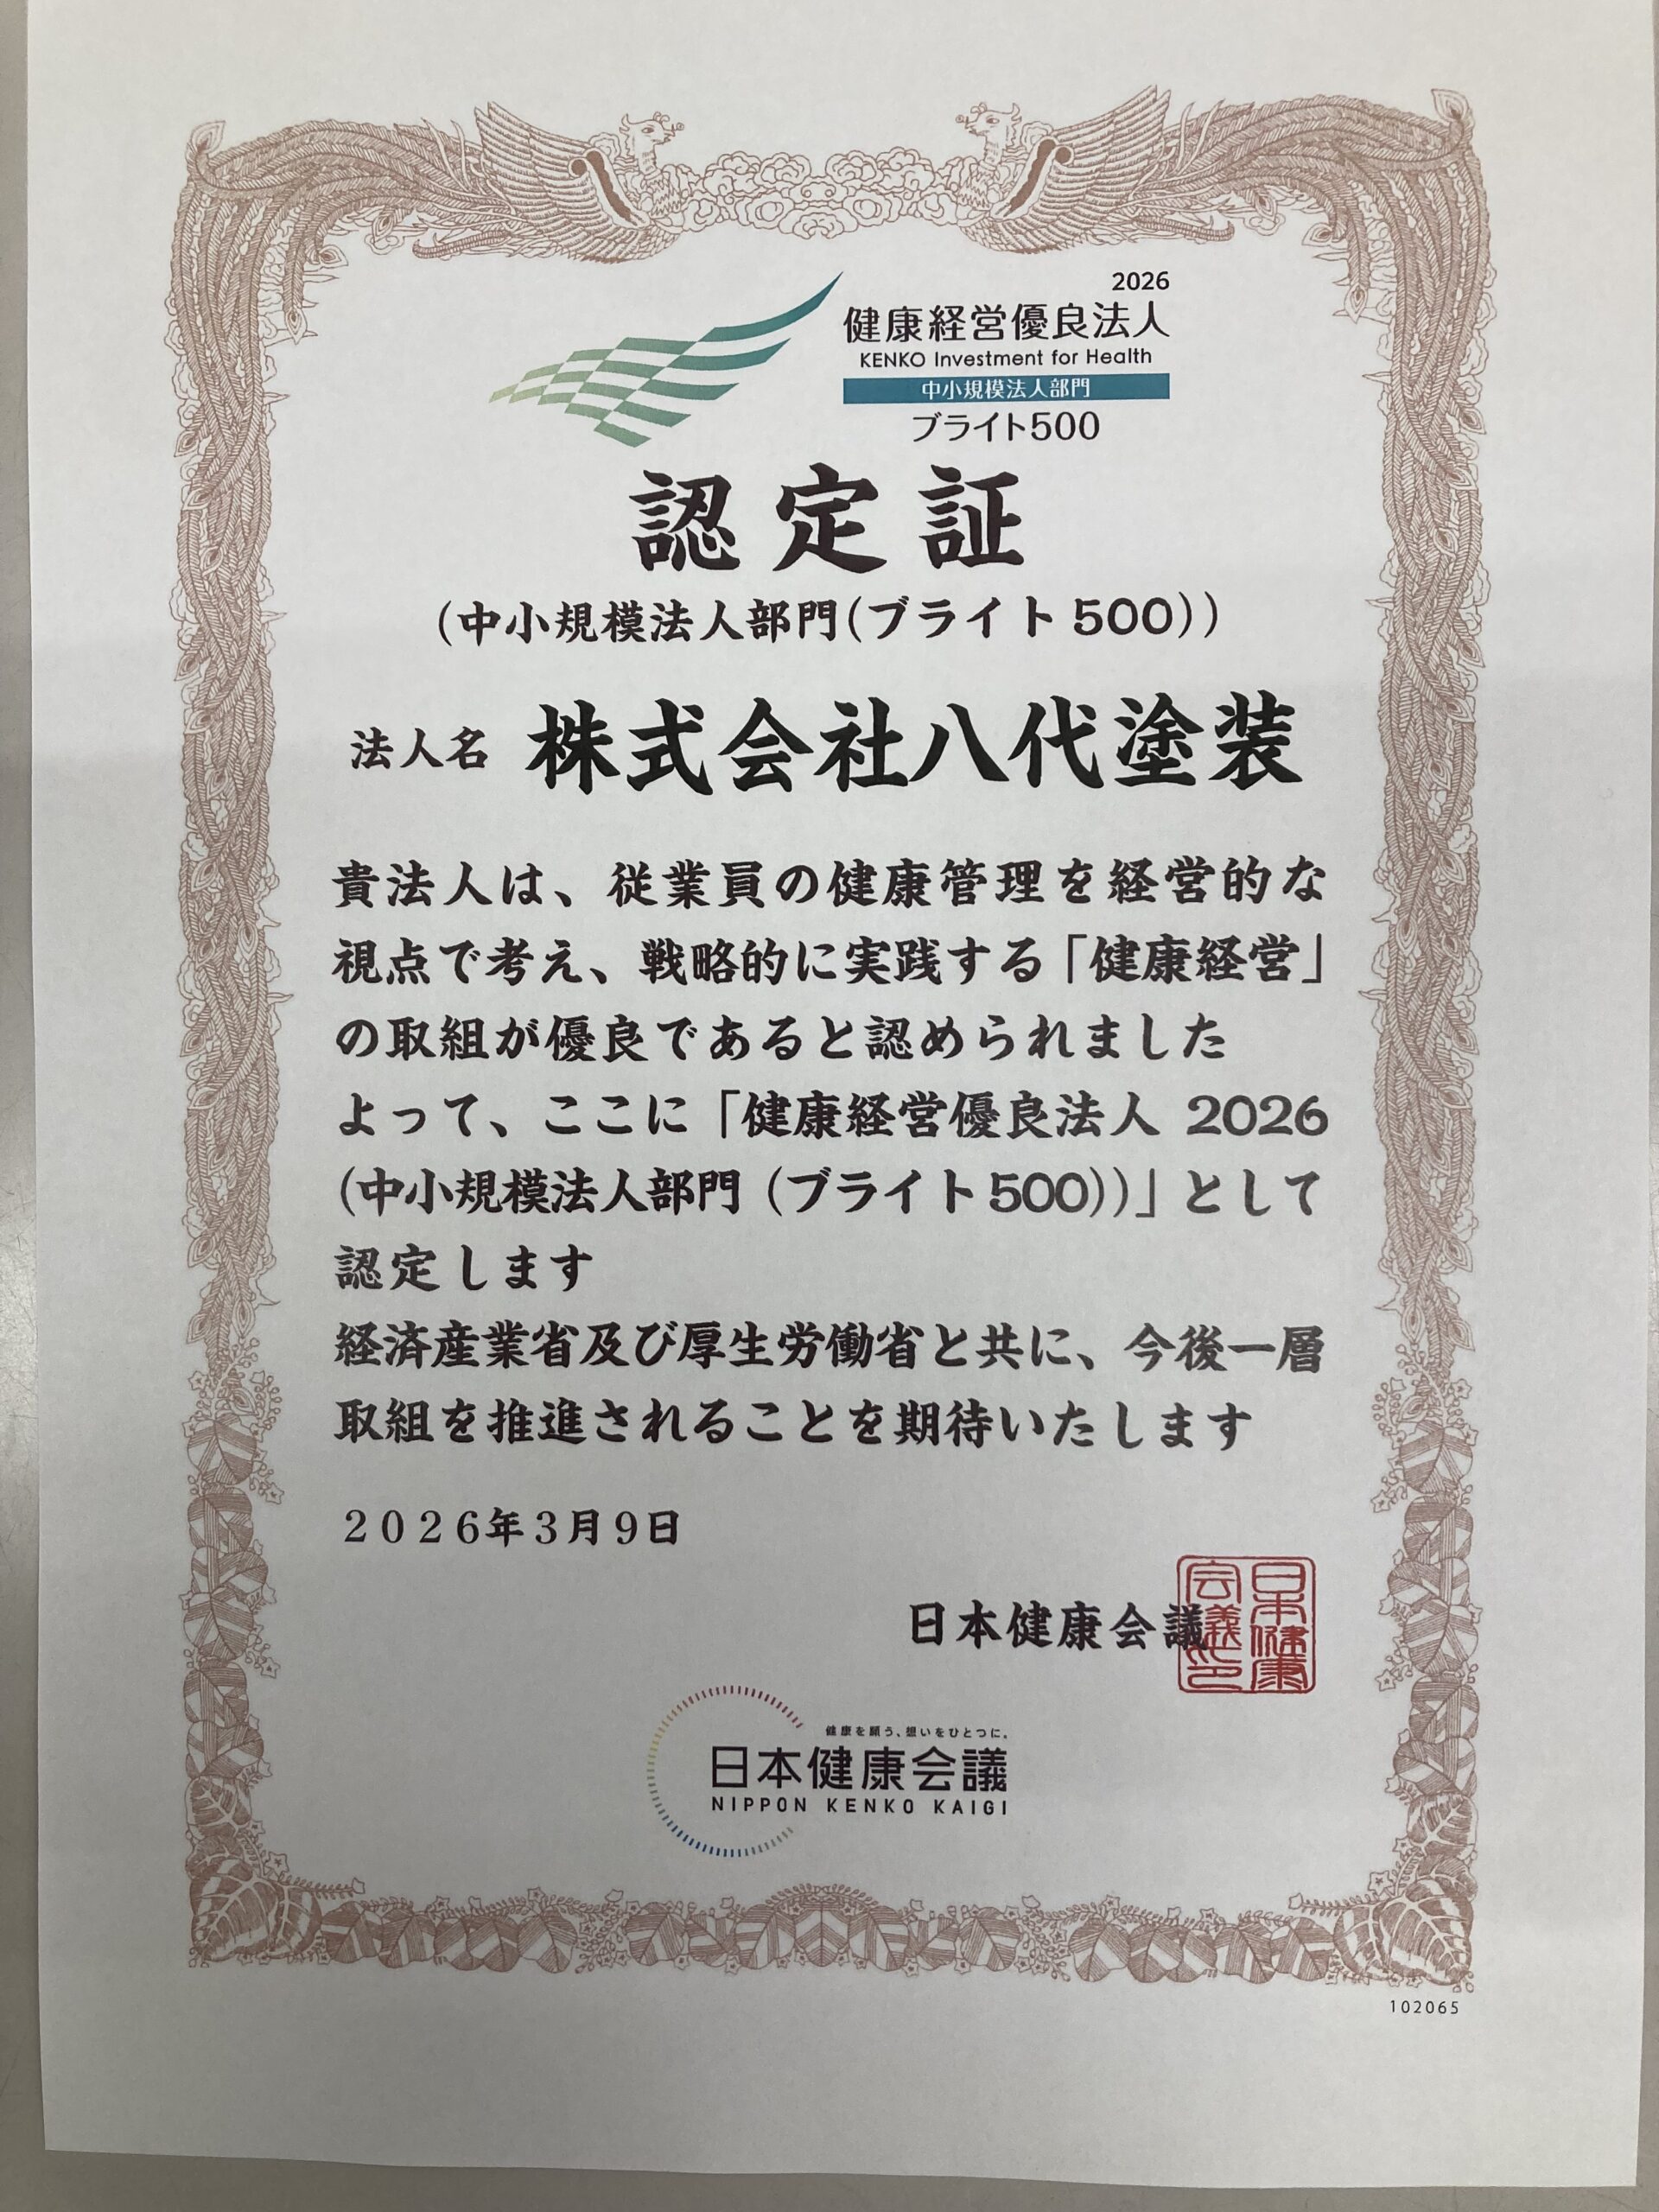 2026
健康経営優良法人
KENKO Investment for Health
中小規模法人部門
ブライト500
認定証
(中小規模法人部門(ブライト500))
法人名 株式会社八代塗装
貴法人は、従業員の健康管理を経営的な
視点で考え、戦略的に実践する「健康経営」
の取組が優良であると認められました
よって、ここに「健康経営優良法人 2026
(中小規模法人部門(ブライト500))」として
認定します
経済産業省及び厚生労働省と共に、今後一層
取組を推進されることを期待いたします
2026年3月9日
日本健康会議
日本健康
会議印
健康を願う、想いをひとつに。
日本健康会議
NIPPON KENKO KAIGI
102065